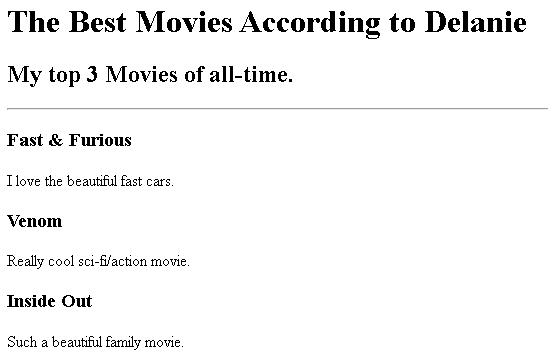 The Best Movies According to Delanie
My top 3 Movies of all-time.
Fast & Furious
I love the beautiful fast cars.
Venom
Really cool sci-fi/action movie.
Inside Out
Such a beautiful family movie.